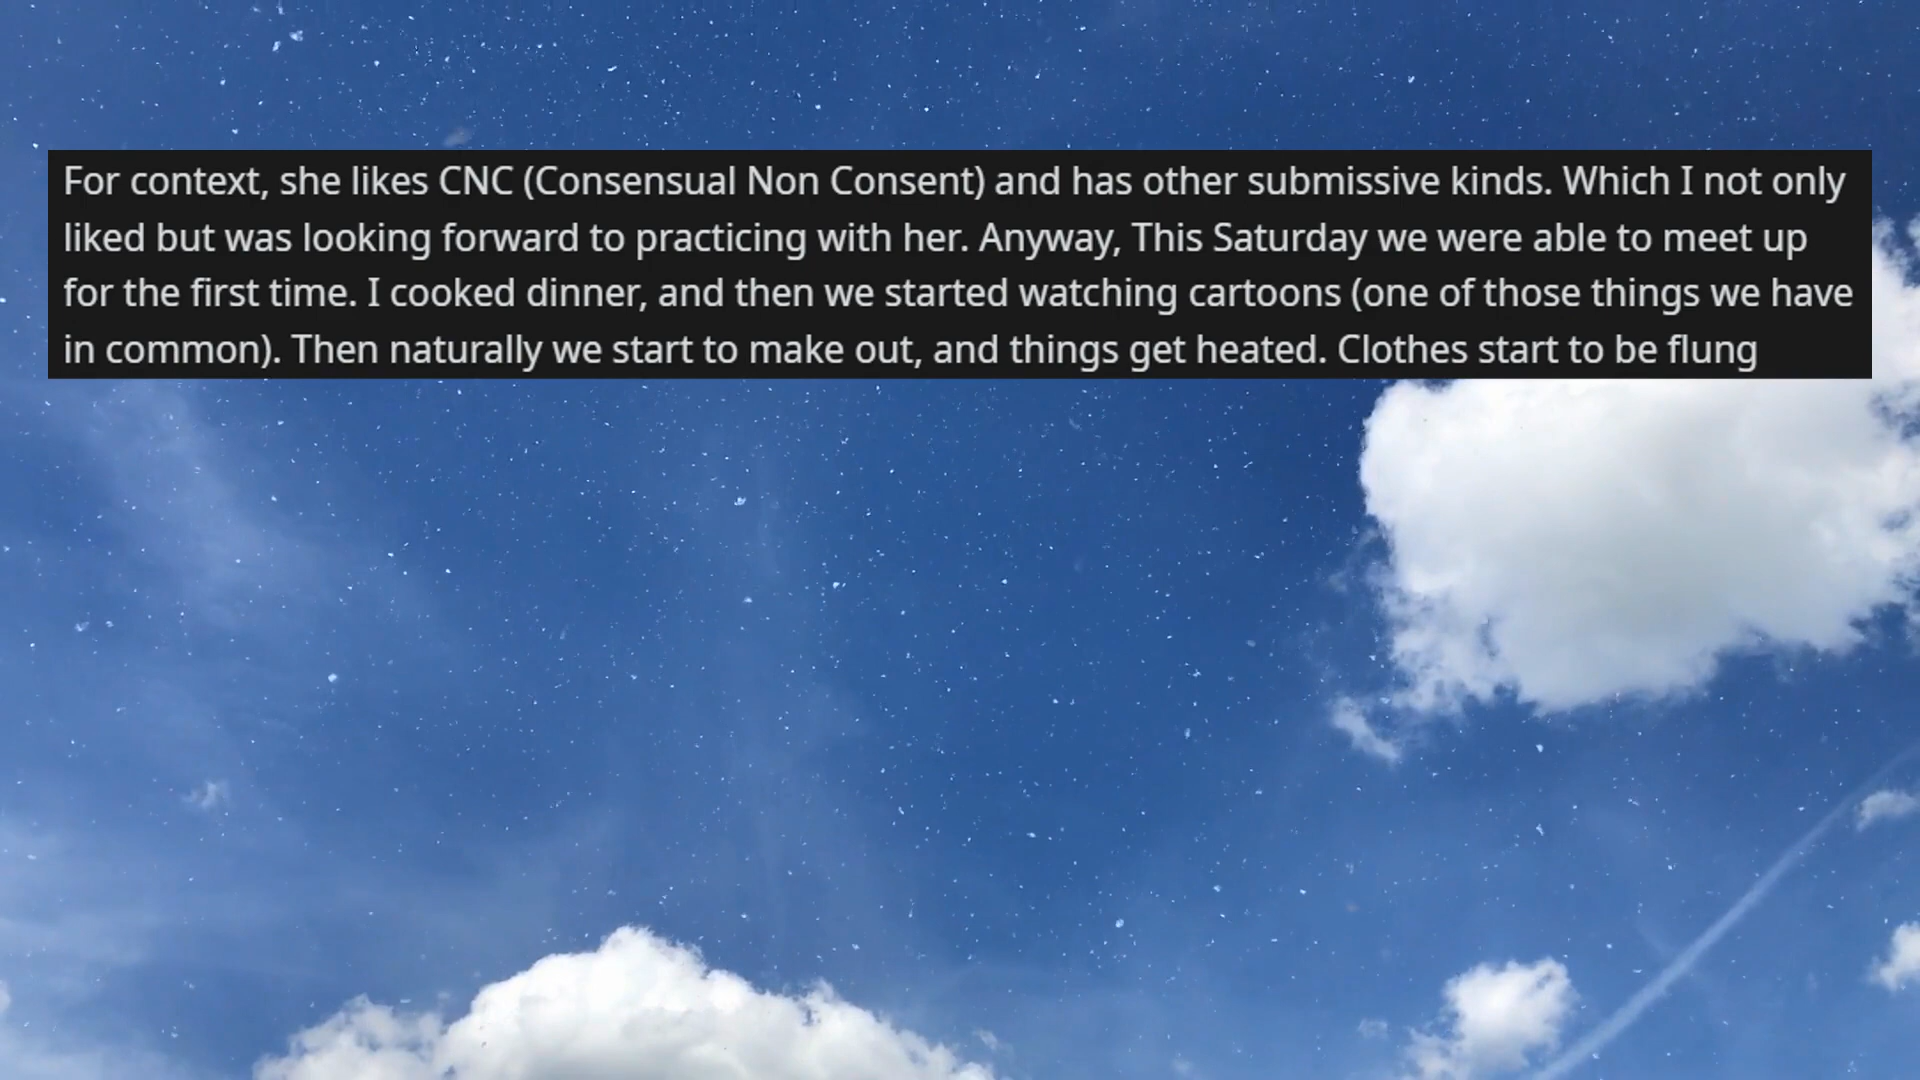 For context, she likes CNC (Consensual Non Consent) and has other submissive kinds. Which I not only
liked but was looking forward to practicing with her. Anyway, This Saturday we were able to meet up
for the first time. I cooked dinner, and then we started watching cartoons (one of those things we have
in common). Then naturally we start to make out, and things get heated. Clothes start to be flung